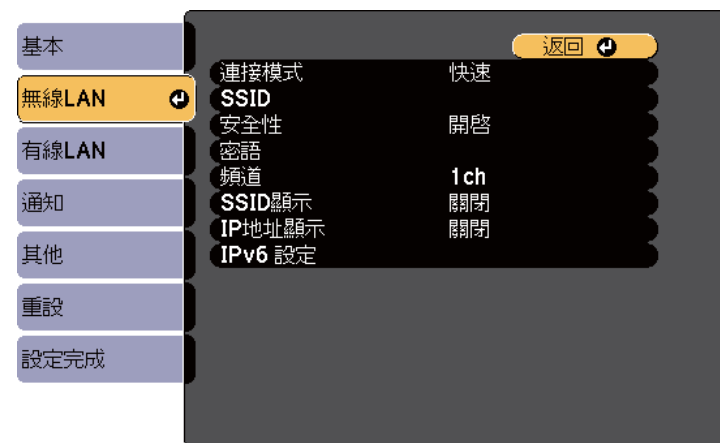 基本
無線LAN
有線LAN
通知
其他
重設
設定完成
返回
連接模式 快速
SSID
安全性 開啓
密語
頻道 1ch
SSID顯示 關閉
IP地址顯示 關閉
IPv6 設定